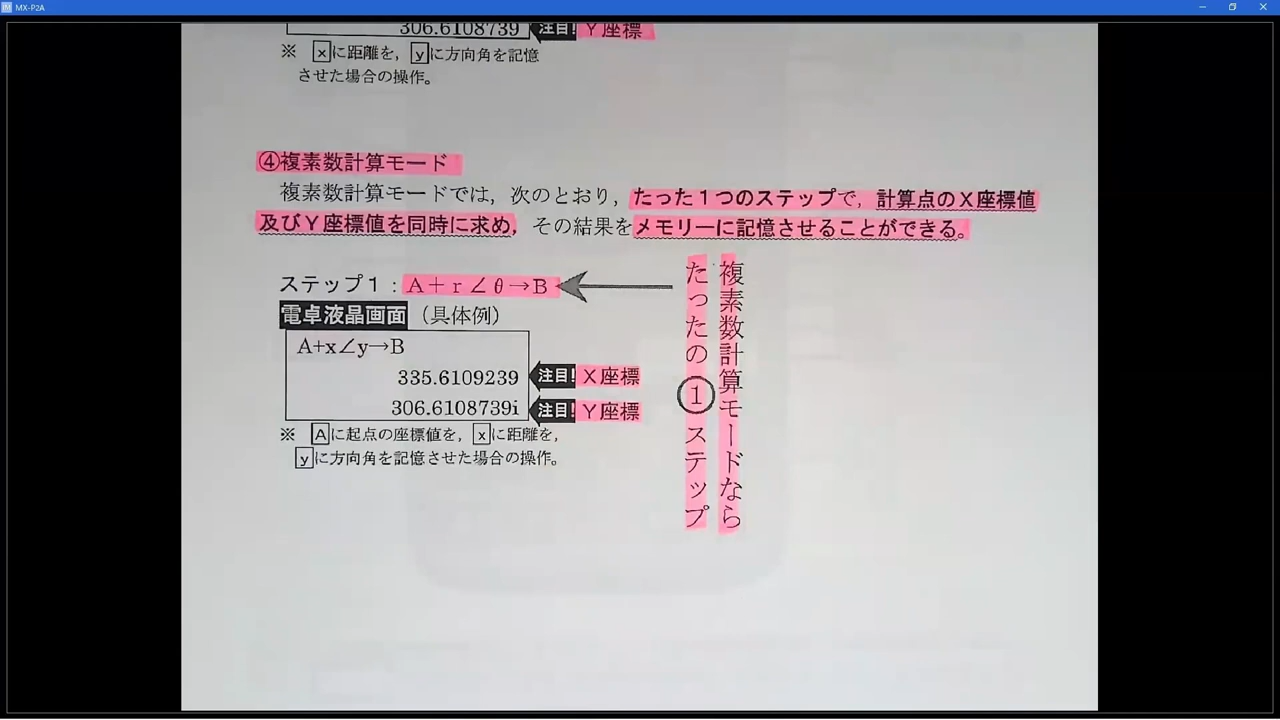 MX-P2A
306.6108739 注目! Y座標
※ xに距離を，yに方向角を記憶
させた場合の操作。
④複素数計算モード
複素数計算モードでは，次のとおり，たった１つのステップで，計算点のＸ座標値
及びＹ座標値を同時に求め，その結果をメモリーに記憶させることができる。
ステップ１：Ａ＋ｒ∠θ→Ｂ
電卓液晶画面（具体例）
A+x∠y→B
335.6109239 注目! X座標
306.6108739i 注目! Y座標
※ Aに起点の座標値を，xに距離を，
yに方向角を記憶させた場合の操作。
複素数計算モードなら
たったの①ステップ